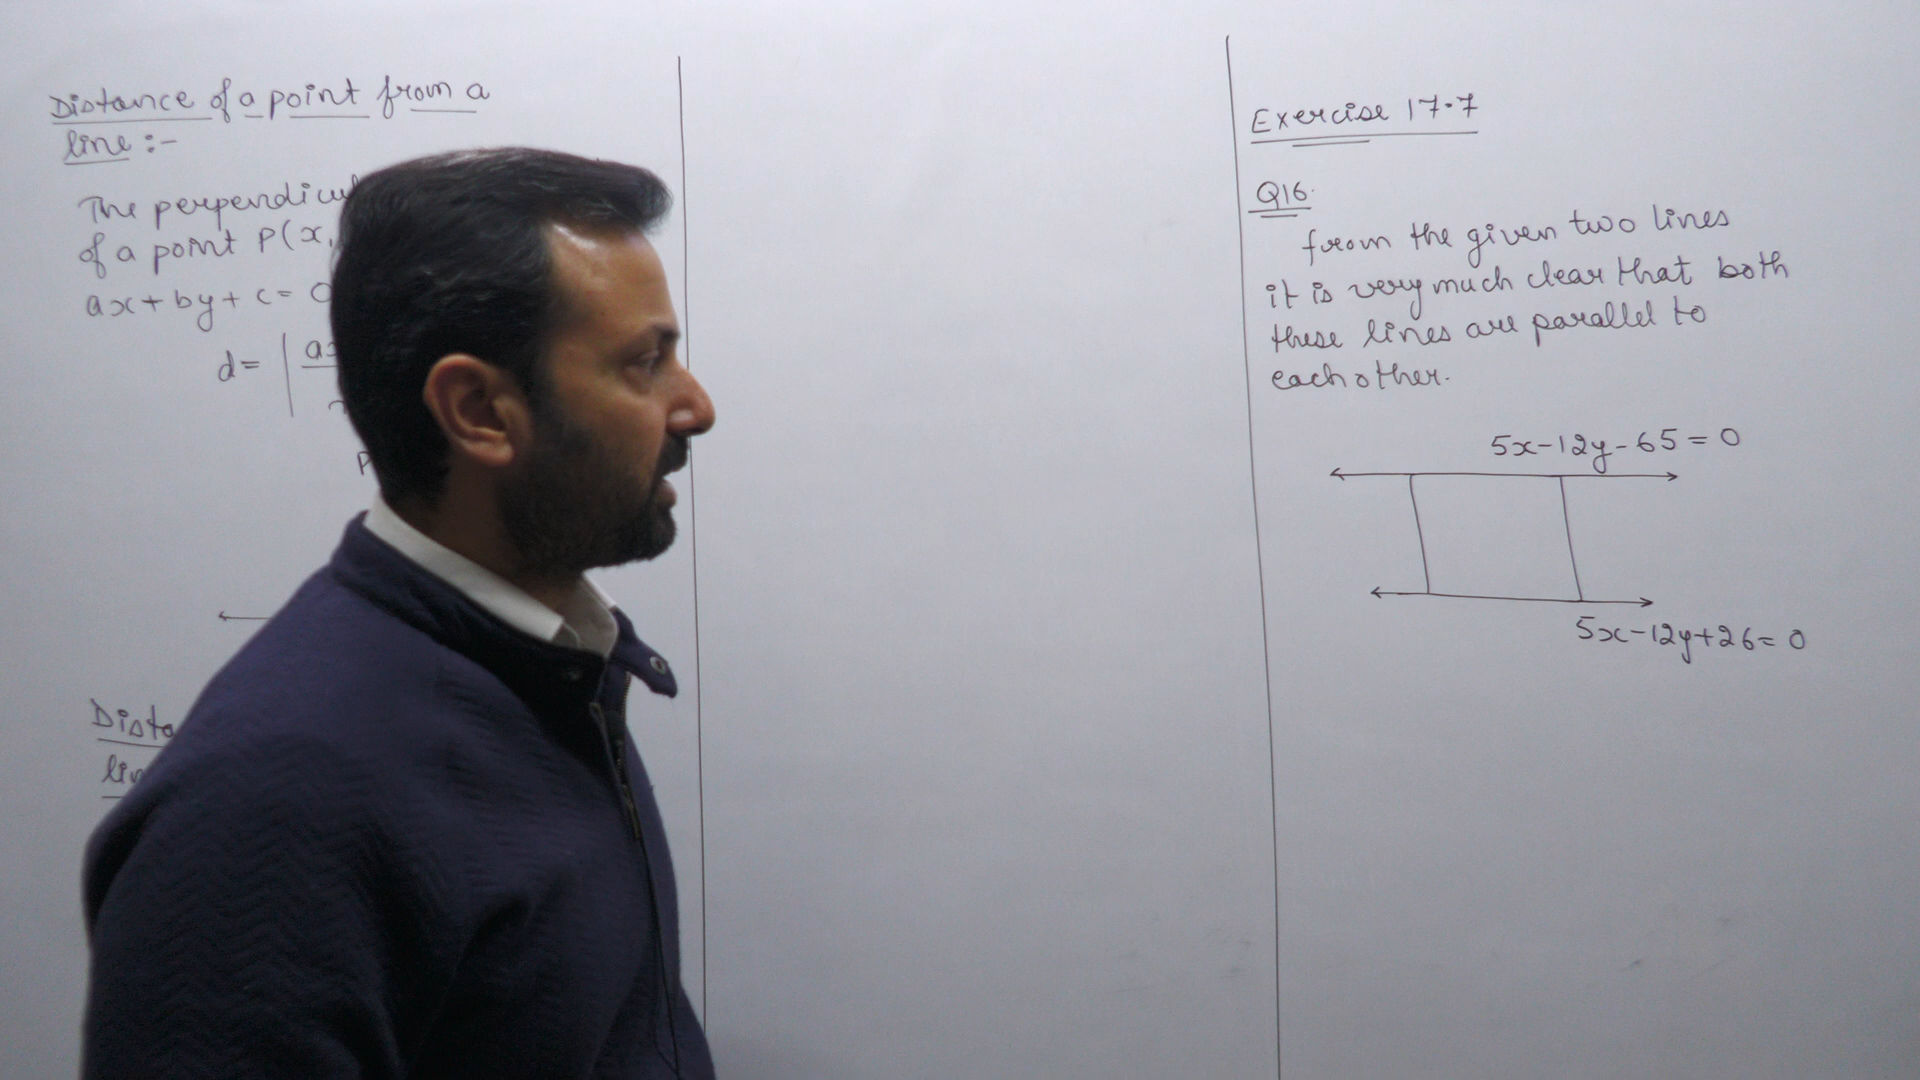 Distance of a point from a
line :-
The
of a point P(x,
ax + by + c = 0
d =
P
Exercise 17.7
Q16.
from the given two lines
it is very much clear that both
these lines are parallel to
each other.
5x-12y-65=0
5x-12y+26=0